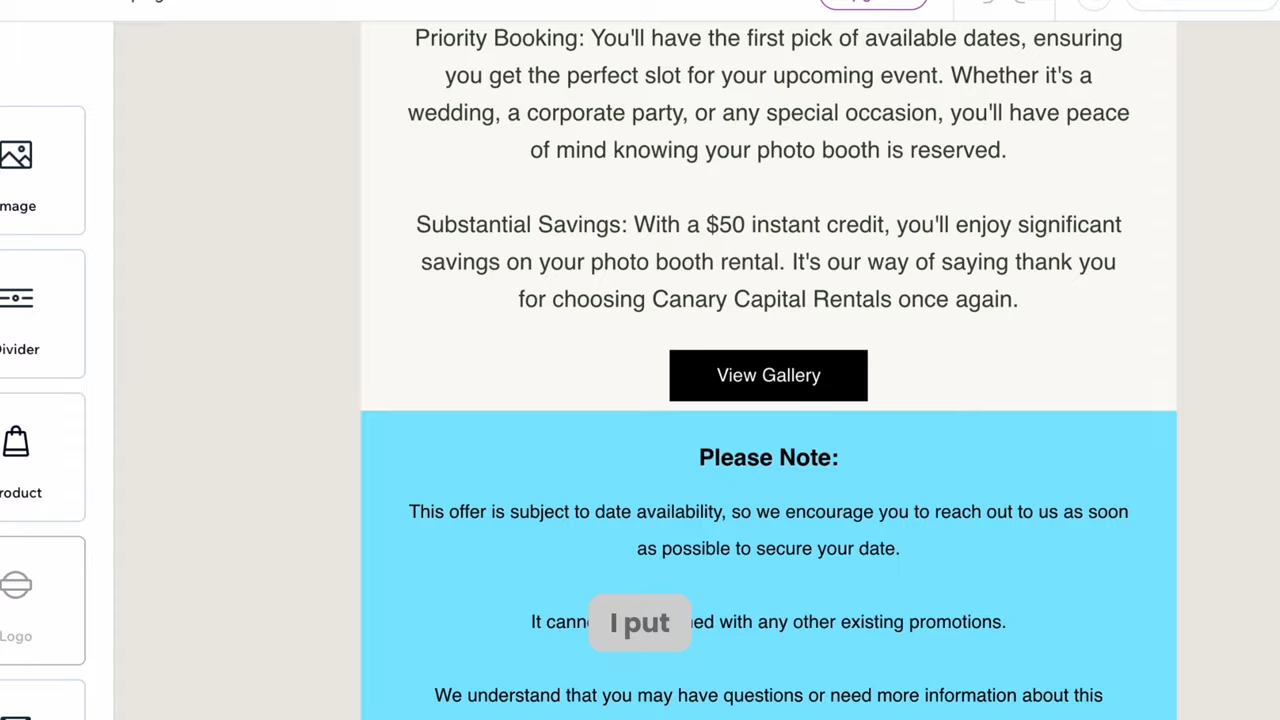 Priority Booking: You'll have the first pick of available dates, ensuring
you get the perfect slot for your upcoming event. Whether it's a
wedding, a corporate party, or any special occasion, you'll have peace
of mind knowing your photo booth is reserved.
Substantial Savings: With a $50 instant credit, you'll enjoy significant
savings on your photo booth rental. It's our way of saying thank you
for choosing Canary Capital Rentals once again.
View Gallery
Please Note:
This offer is subject to date availability, so we encourage you to reach out to us as soon
as possible to secure your date.
It with any other existing promotions.
I put
We understand that you may have questions or need more information about this
mage
Divider
roduct
Logo